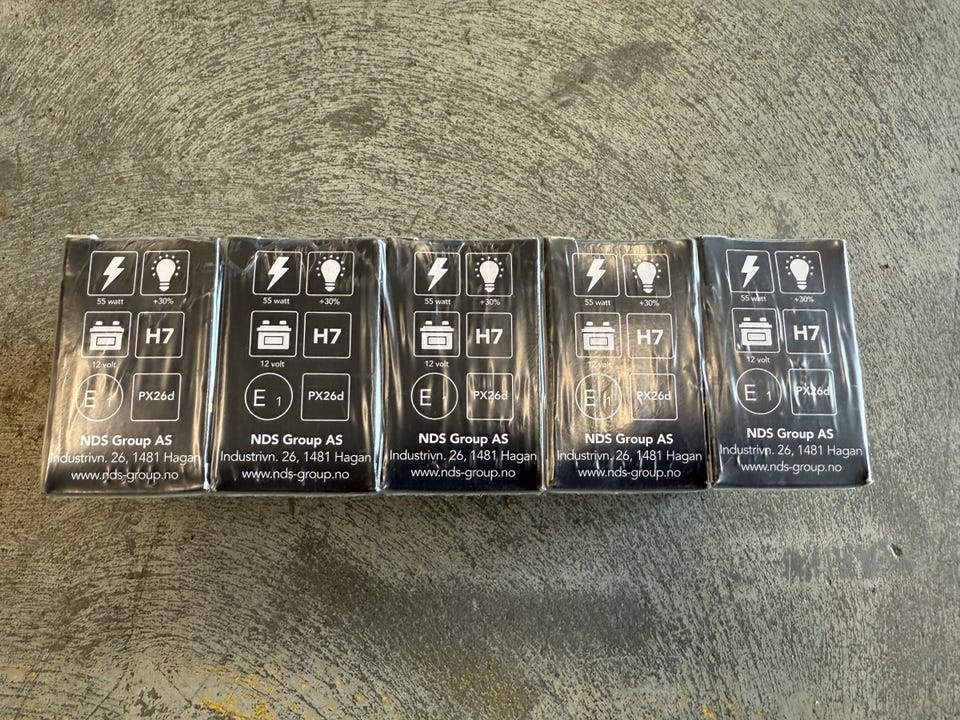 55 watt +30%
H7
12 volt
E 1 PX26d
NDS Group AS
Industrivn. 26, 1481 Hagan
www.nds-group.no
55 watt +30%
H7
12 volt
E 1 PX26d
NDS Group AS
Industrivn. 26, 1481 Hagan
www.nds-group.no
55 watt +30%
H7
12 volt
E 1 PX26d
NDS Group AS
Industrivn. 26, 1481 Hagan
www.nds-group.no
55 watt +30%
H7
12 volt
E 1 PX26d
NDS Group AS
Industrivn. 26, 1481 Hagan
www.nds-group.no
55 watt +30%
H7
12 volt
E 1 PX26d
NDS Group AS
Industrivn. 26, 1481 Hagan
www.nds-group.no